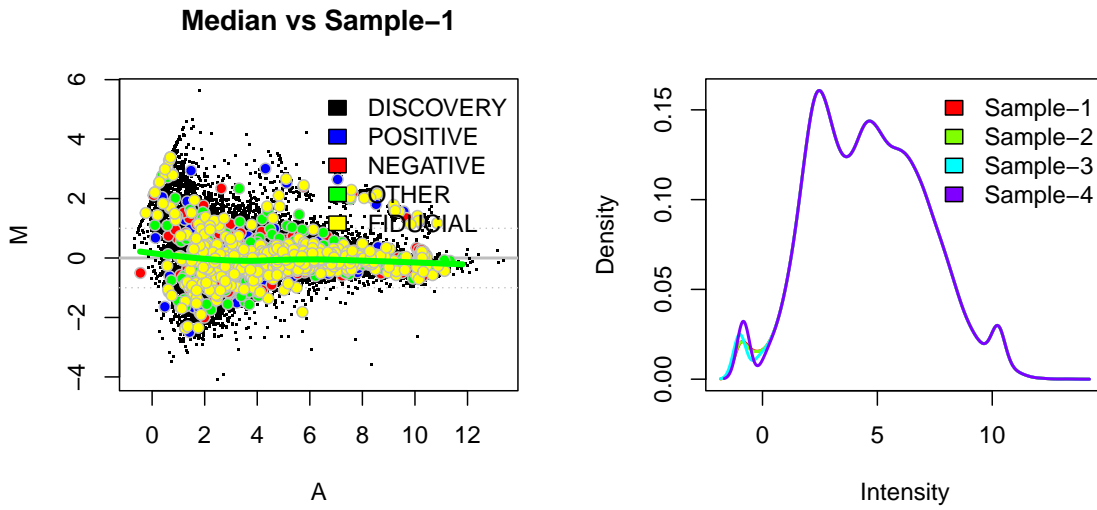 Median vs Sample−1
6
4
2
0
−2
−4
M
0 2 4 6 8 10 12
A
DISCOVERY
POSITIVE
NEGATIVE
OTHER
FIDUCIAL
0.15
0.10
0.05
0.00
Density
0 5 10
Intensity
Sample−1
Sample−2
Sample−3
Sample−4